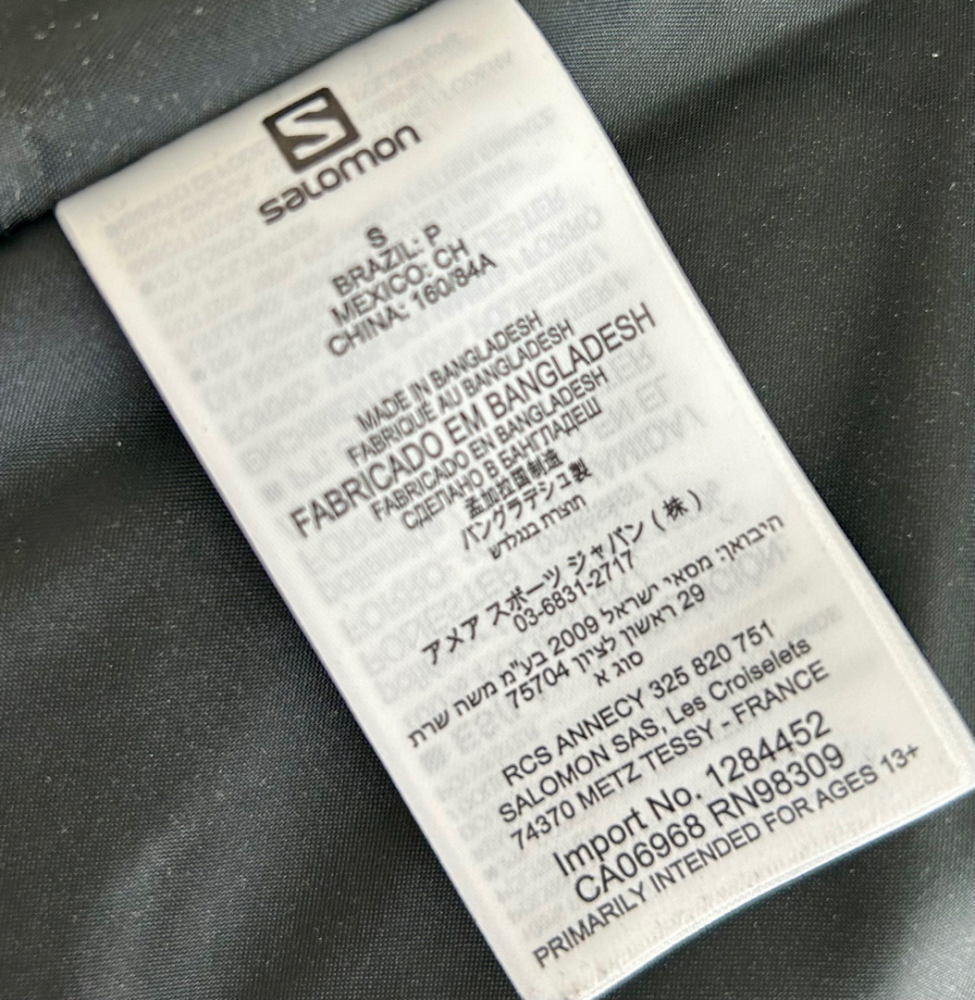 salomon
S
BRAZIL: P
MEXICO: CH
CHINA: 160/84A
MADE IN BANGLADESH
FABRIQUÉ AU BANGLADESH
FABRICADO EM BANGLADESH
FABRICADO EN BANGLADESH
СДЕЛАНО В БАНГЛАДЕШ
孟加拉国制造
バングラデシュ製
תוצרת בנגלדש
アメア スポーツ ジャパン (株)
03-6831-2717
היבואן: מסאי ישראל 2009 בע"מ משה שרת
29 ראשון לציון 75704
סוג א
RCS ANNECY 325 820 751
SALOMON SAS, Les Croiselets
74370 METZ TESSY - FRANCE
Import No. 1284452
CA06968 RN98309
PRIMARILY INTENDED FOR AGES 13+